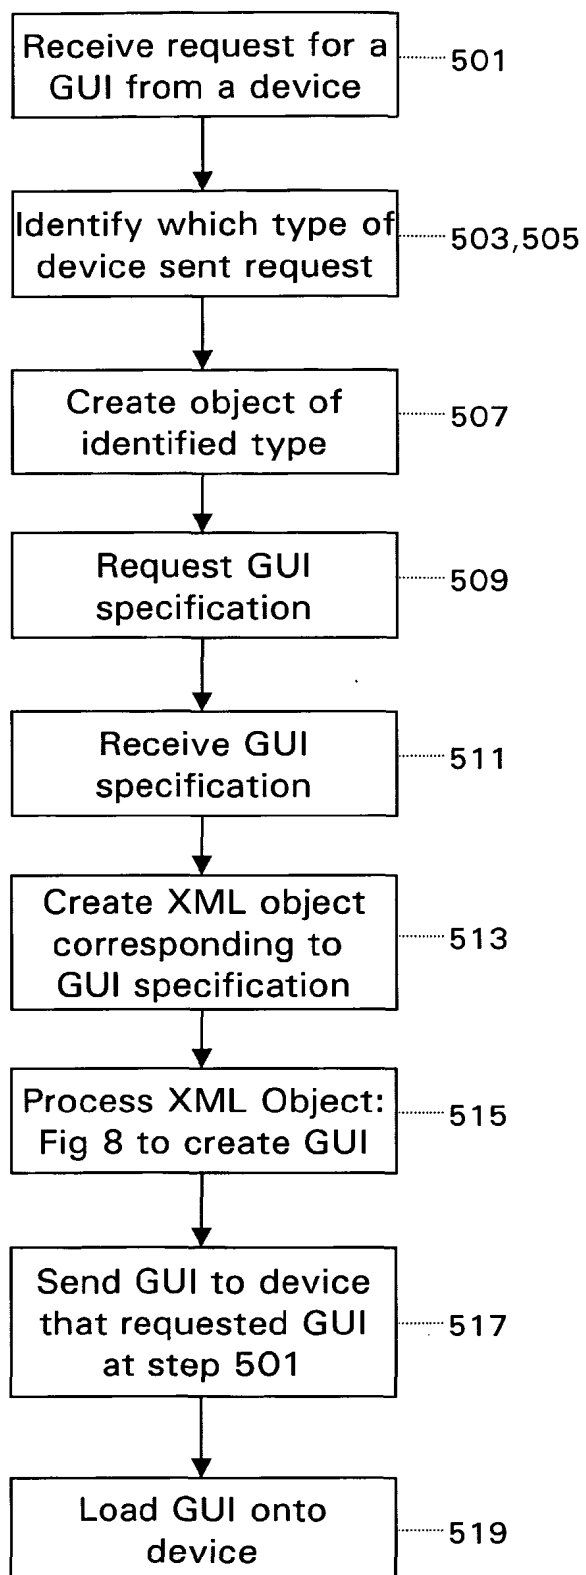 Receive request for a
GUI from a device
501
Identify which type of
device sent request
503,505
Create object of
identified type
507
Request GUI
specification
509
Receive GUI
specification
511
Create XML object
corresponding to
GUI specification
513
Process XML Object:
Fig 8 to create GUI
515
Send GUI to device
that requested GUI
at step 501
517
Load GUI onto
device
519